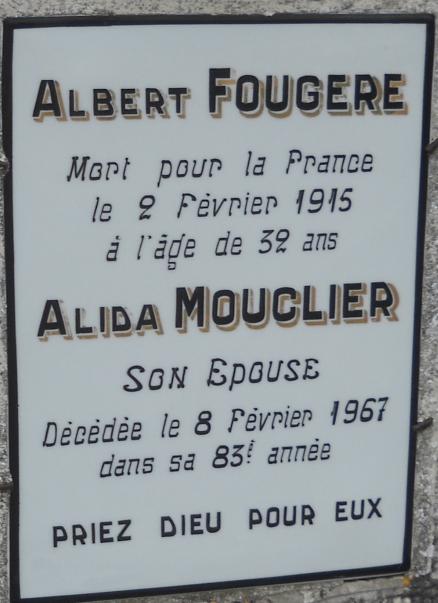 ALBERT FOUGERE
Mort pour la France
le 2 Février 1915
à l'âge de 32 ans
ALIDA MOUCLIER
SON EPOUSE
Décédée le 8 Février 1967
dans sa 83e année
PRIEZ DIEU POUR EUX